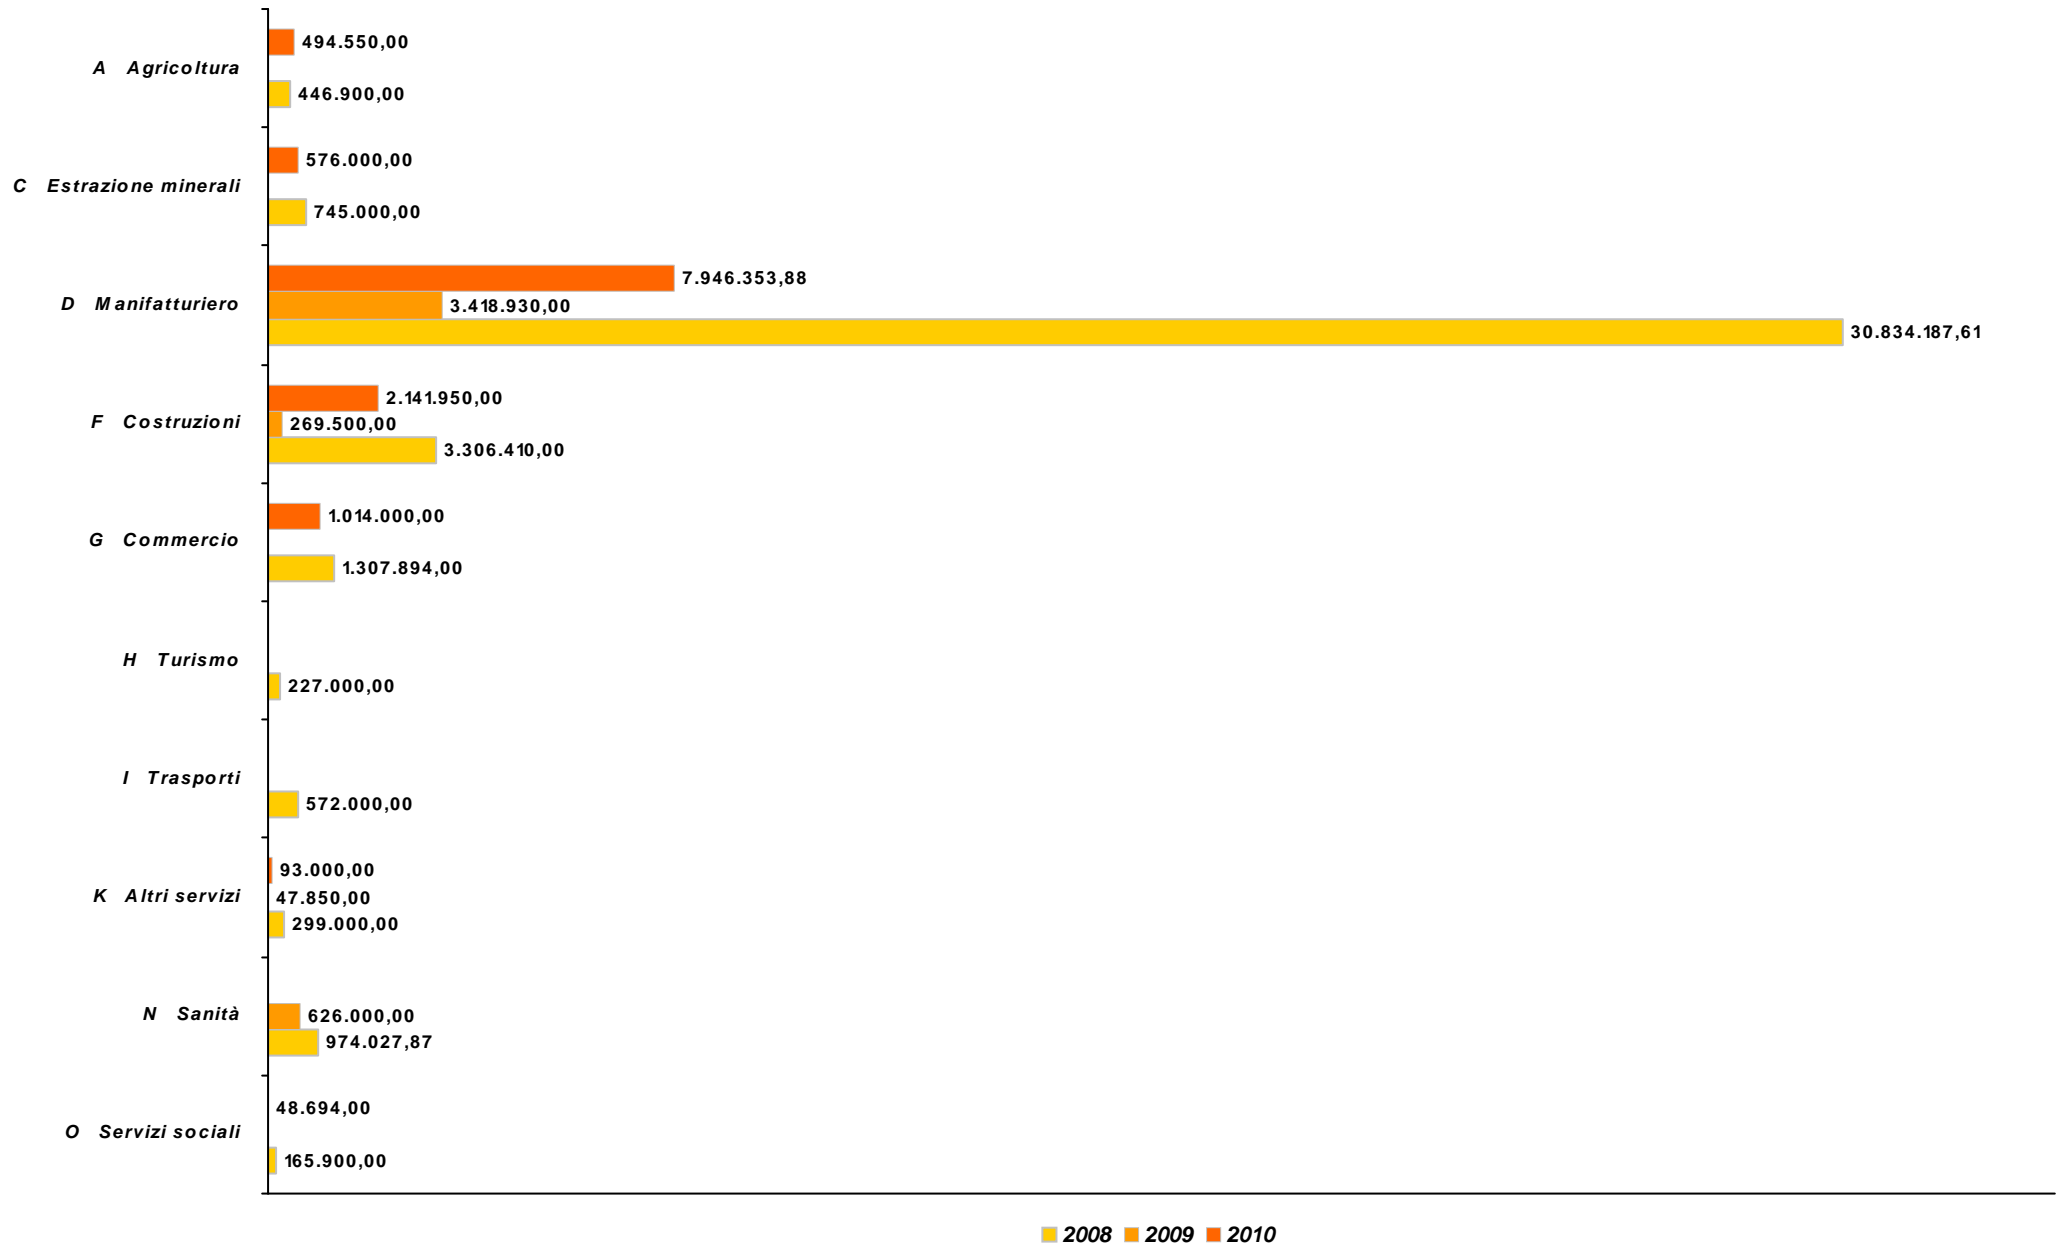 494.550,00
A Agricoltura
446.900,00
576.000,00
C Estrazione minerali
745.000,00
7.946.353,88
D Manifatturiero
3.418.930,00
30.834.187,61
2.141.950,00
F Costruzioni
269.500,00
3.306.410,00
1.014.000,00
G Commercio
1.307.894,00
H Turismo
227.000,00
I Trasporti
572.000,00
93.000,00
K Altri servizi
47.850,00
299.000,00
N Sanità
626.000,00
974.027,87
48.694,00
O Servizi sociali
165.900,00
2008 2009 2010